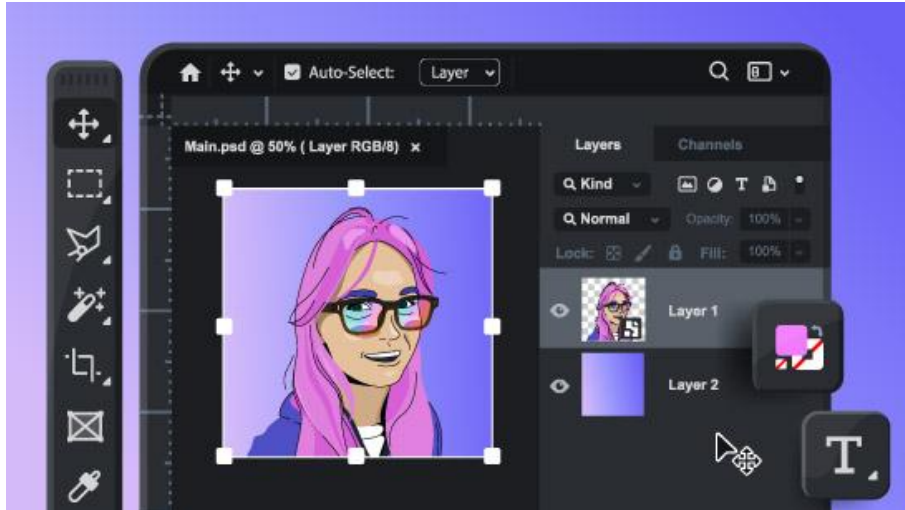 Auto-Select: Layer
Main.psd @ 50% ( Layer RGB/8) ×
Layers Channels
Kind T
Normal Opacity: 100%
Lock: Fill: 100%
Layer 1
Layer 2
T